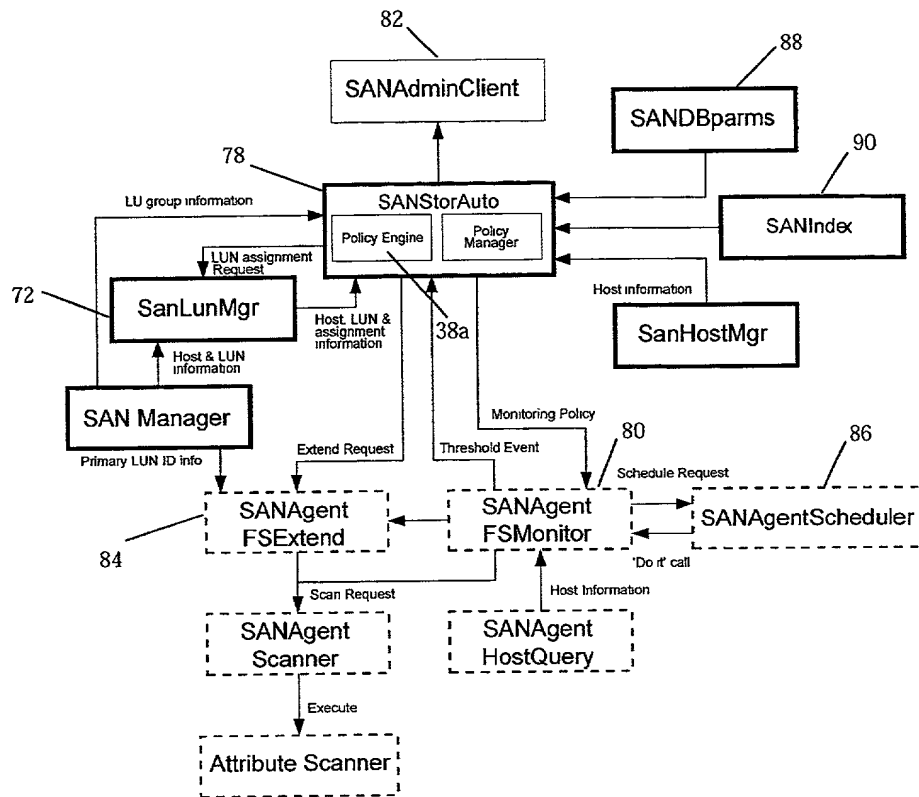 82
SANAdminClient
88
SANDBparms
78
90
LU group information
SANStorAuto
Policy Engine
Policy
Manager
SANIndex
LUN assignment
Request
72
SanLunMgr
Host, LUN &
assignment
information
38a
Host information
SanHostMgr
Host & LUN
information
SAN Manager
Monitoring Policy
80
86
Primary LUN ID info
Extend Request
Threshold Event
Schedule Request
SANAgent
FSExtend
SANAgent
FSMonitor
SANAgentScheduler
84
'Do it' call
Scan Request
Host Information
SANAgent
Scanner
SANAgent
HostQuery
Execute
Attribute Scanner